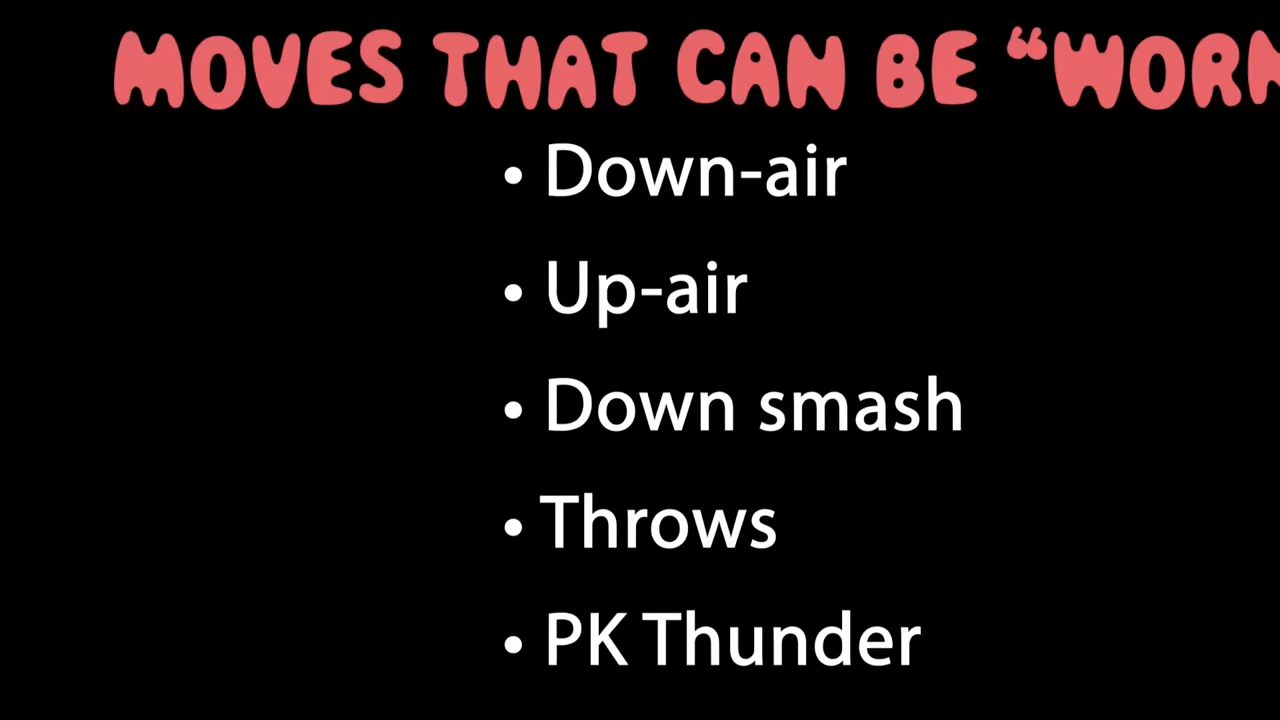 MOVES THAT CAN BE “WORN
• Down-air
• Up-air
• Down smash
• Throws
• PK Thunder